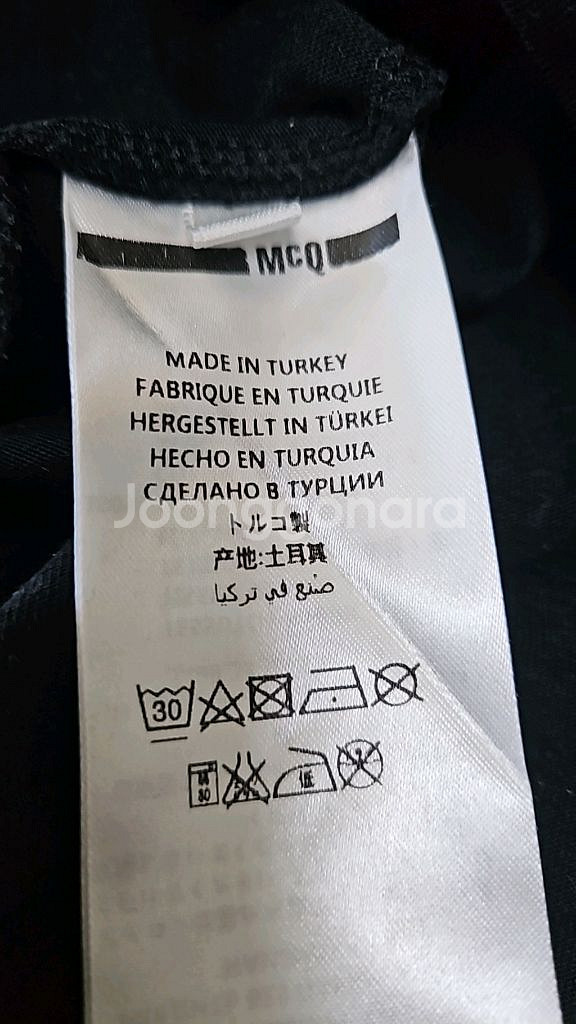 McQ
MADE IN TURKEY
FABRIQUE EN TURQUIE
HERGESTELLT IN TÜRKEI
HECHO EN TURQUIA
СДЕЛАНО В ТУРЦИИ
Joonggonara
トルコ製
产地:土耳其
صنع في تركيا
30
低